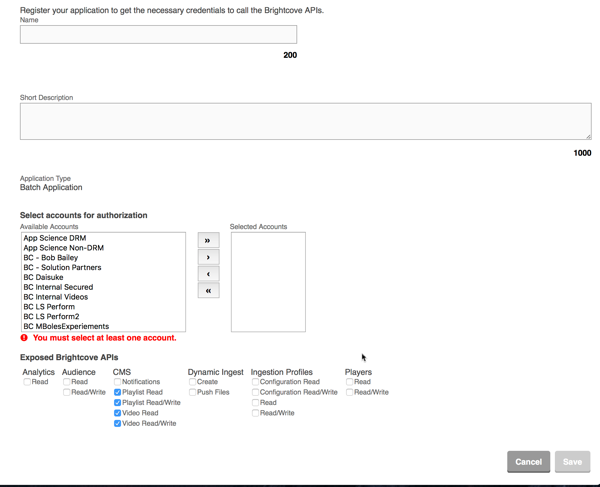 Register your application to get the necessary credentials to call the Brightcove APIs.
Name
200
Short Description
1000
Application Type
Batch Application
Select accounts for authorization
Available Accounts
Selected Accounts
App Science DRM
App Science Non-DRM
BC - Bob Bailey
BC - Solution Partners
BC Daisuke
BC Internal Secured
BC Internal Videos
BC LS Perform
BC LS Perform2
BC MBolesExperiements
»
›
‹
«
You must select at least one account.
Exposed Brightcove APIs
Analytics Audience CMS Dynamic Ingest Ingestion Profiles Players
Read Read Notifications Create Configuration Read Read
Read/Write Playlist Read Push Files Configuration Read/Write Read/Write
Playlist Read/Write Read
Video Read Read/Write
Video Read/Write
Cancel Save